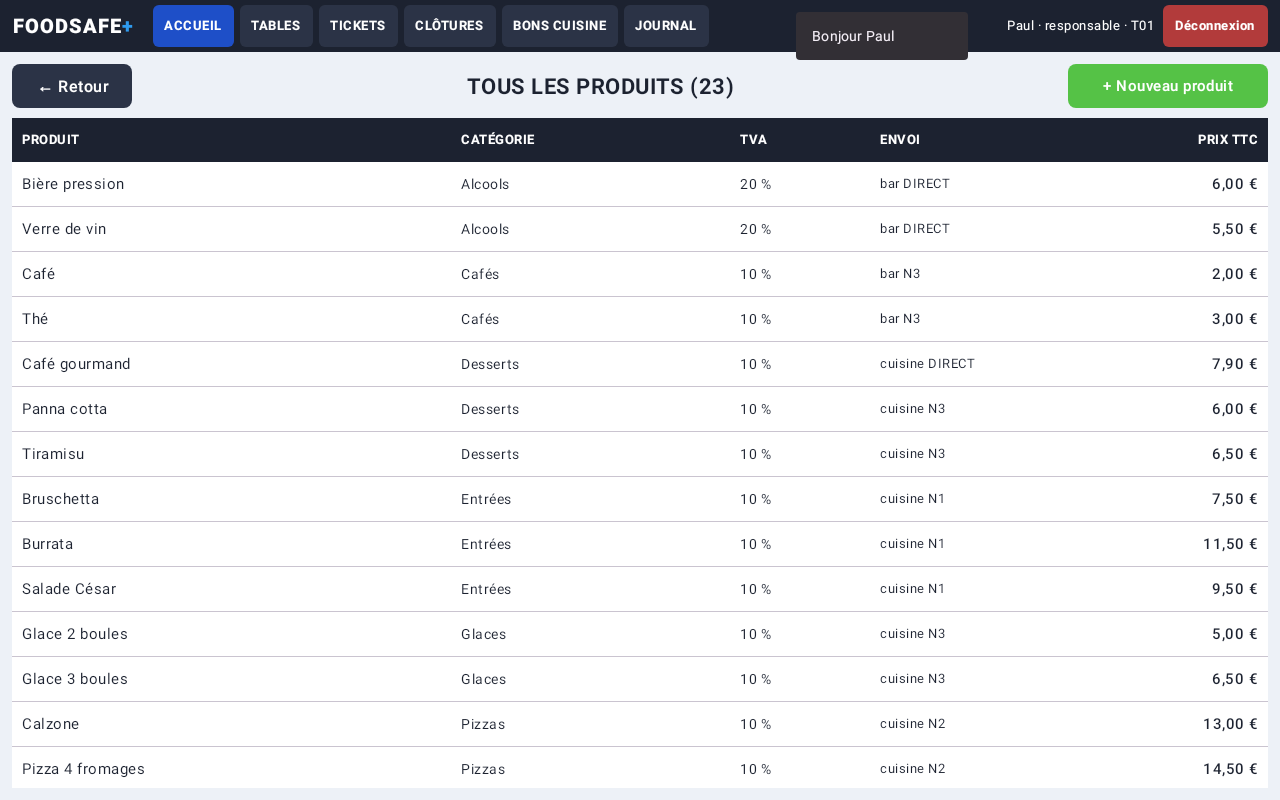 FOODSAFE+ ACCUEIL TABLES TICKETS CLÔTURES BONS CUISINE JOURNAL Bonjour Paul Paul · responsable · T01 Déconnexion
← Retour TOUS LES PRODUITS (23) + Nouveau produit
PRODUIT CATÉGORIE TVA ENVOI PRIX TTC
Bière pression Alcools 20 % bar DIRECT 6,00 €
Verre de vin Alcools 20 % bar DIRECT 5,50 €
Café Cafés 10 % bar N3 2,00 €
Thé Cafés 10 % bar N3 3,00 €
Café gourmand Desserts 10 % cuisine DIRECT 7,90 €
Panna cotta Desserts 10 % cuisine N3 6,00 €
Tiramisu Desserts 10 % cuisine N3 6,50 €
Bruschetta Entrées 10 % cuisine N1 7,50 €
Burrata Entrées 10 % cuisine N1 11,50 €
Salade César Entrées 10 % cuisine N1 9,50 €
Glace 2 boules Glaces 10 % cuisine N3 5,00 €
Glace 3 boules Glaces 10 % cuisine N3 6,50 €
Calzone Pizzas 10 % cuisine N2 13,00 €
Pizza 4 fromages Pizzas 10 % cuisine N2 14,50 €